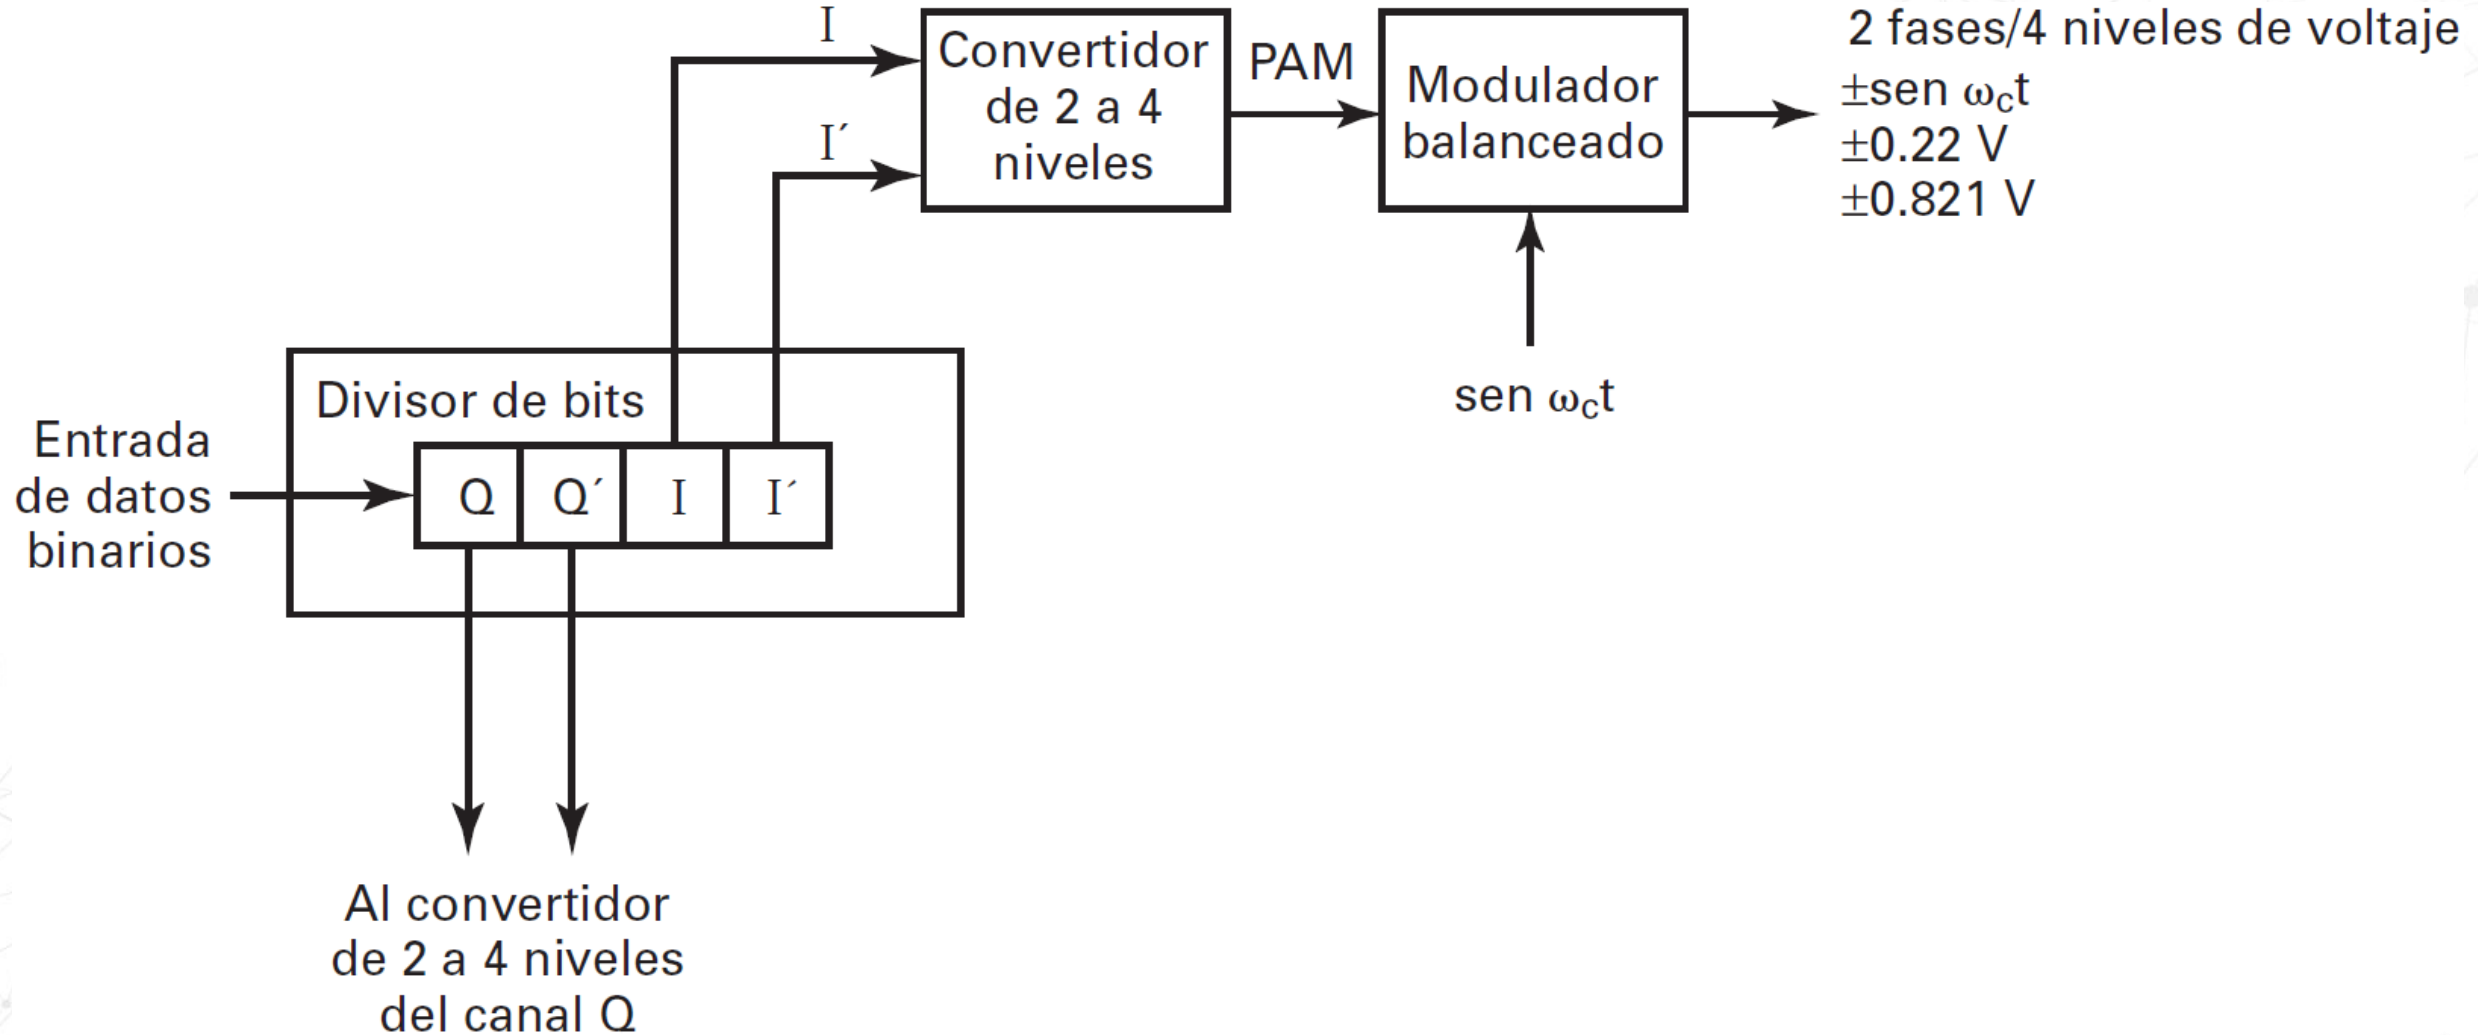 I
I´
Convertidor
de 2 a 4
niveles
PAM
Modulador
balanceado
2 fases/4 niveles de voltaje
±sen ωct
±0.22 V
±0.821 V
sen ωct
Divisor de bits
Entrada
de datos
binarios
Q Q´ I I´
Al convertidor
de 2 a 4 niveles
del canal Q